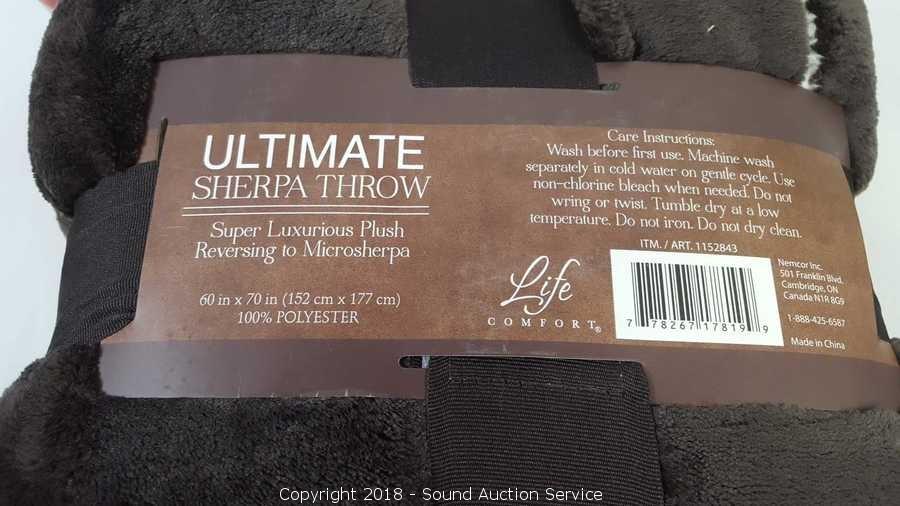 ULTIMATE
SHERPA THROW
Super Luxurious Plush
Reversing to Microsherpa
60 in x 70 in (152 cm x 177 cm)
100% POLYESTER
Care Instructions:
Wash before first use. Machine wash
separately in cold water on gentle cycle. Use
non-chlorine bleach when needed. Do not
wring or twist. Tumble dry at a low
temperature. Do not iron. Do not dry clean.
Life
COMFORT®
ITM. / ART. 1152843
7 78267 17819 9
Nemcor Inc.
501 Franklin Blvd.
Cambridge, ON
Canada N1R 8G9
1-888-425-6587
Made in China
Copyright 2018 - Sound Auction Service